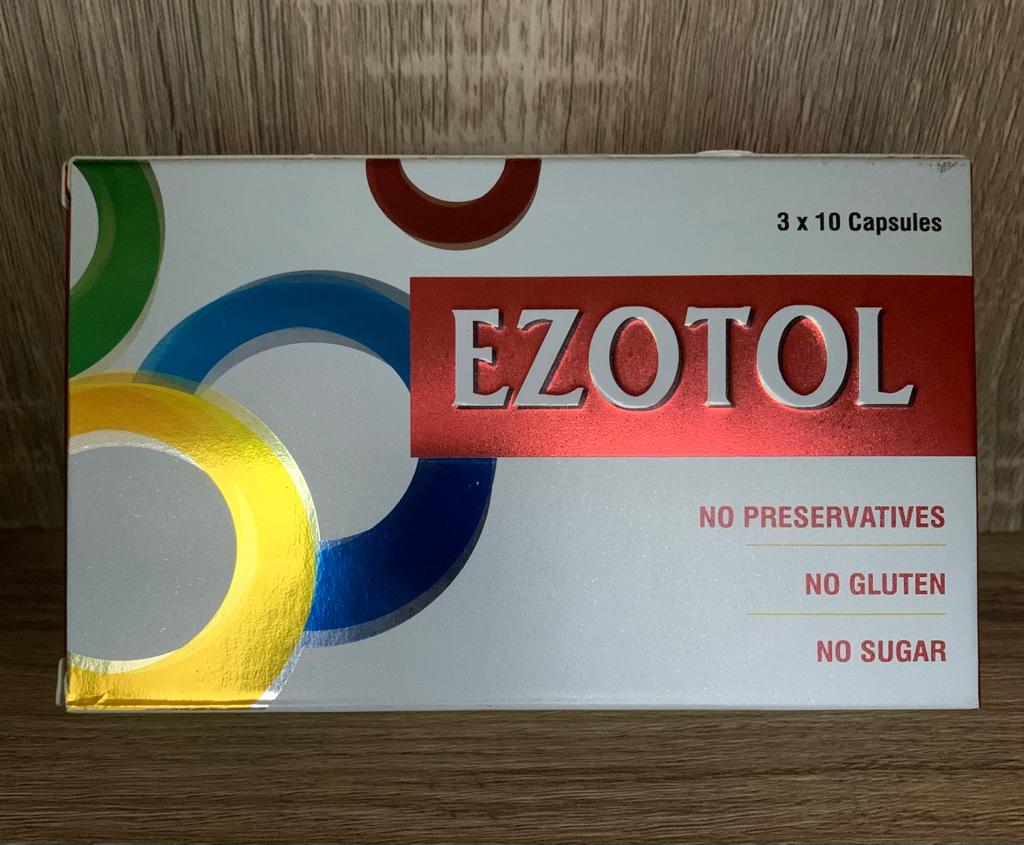 3 x 10 Capsules
EZOTOL
NO PRESERVATIVES
NO GLUTEN
NO SUGAR